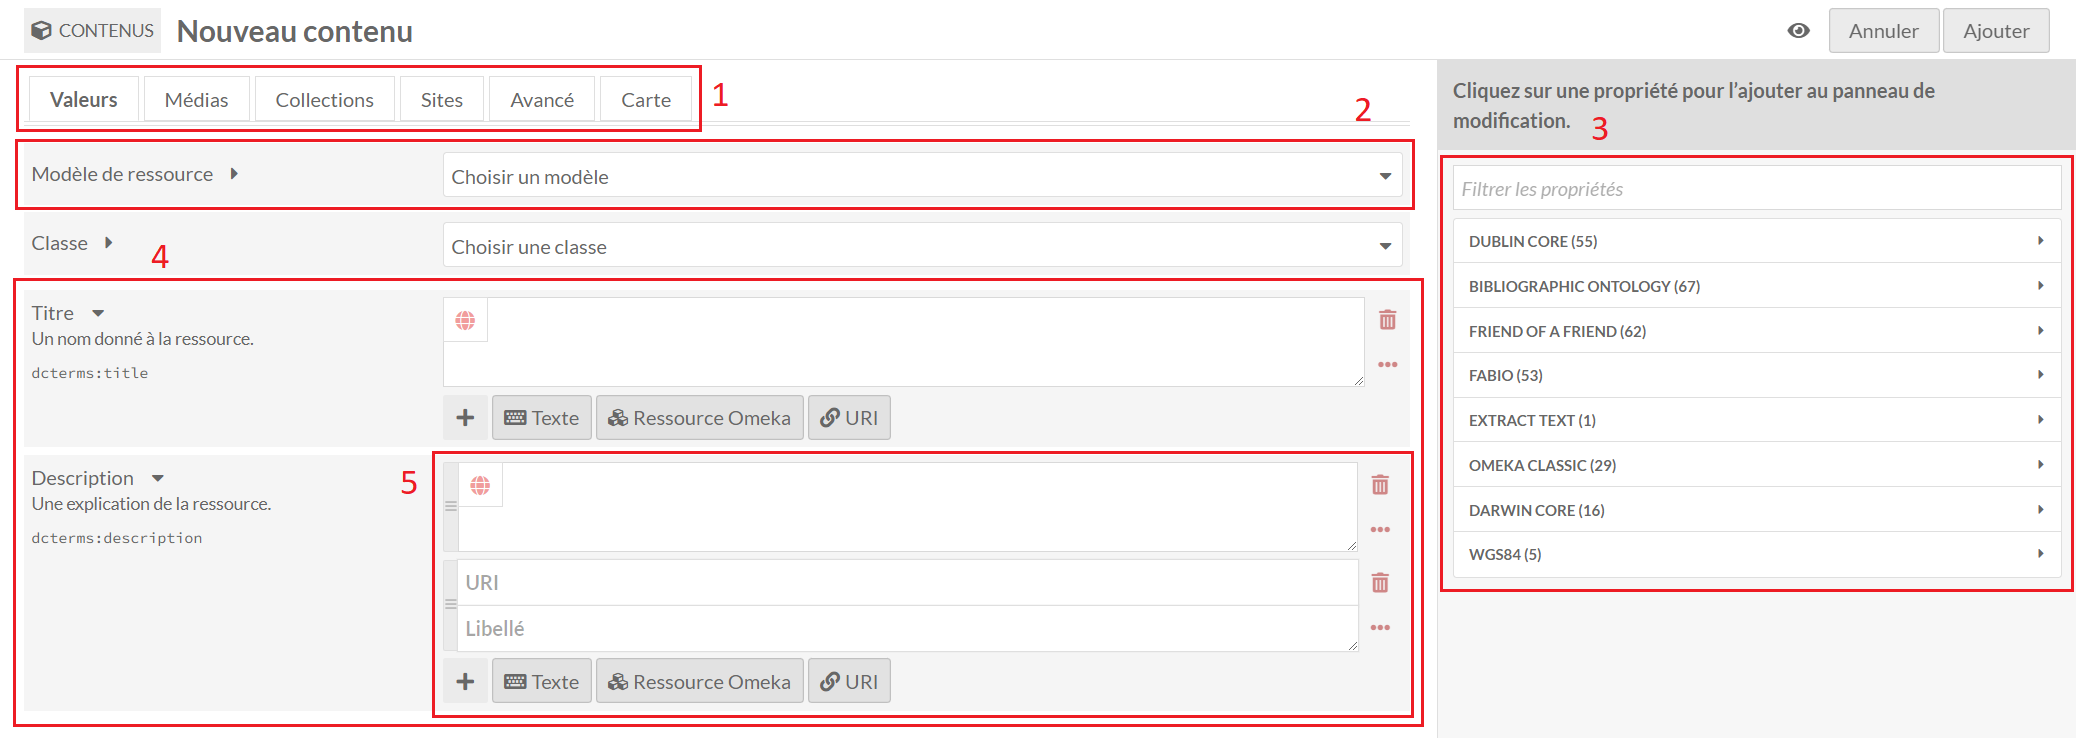 CONTENUS Nouveau contenu Annuler Ajouter
Valeurs Médias Collections Sites Avancé Carte 1
2
Modèle de ressource Choisir un modèle
Classe Choisir une classe
4
Titre
Un nom donné à la ressource.
dcterms:title
Texte Ressource Omeka URI
Description
Une explication de la ressource.
dcterms:description
5
URI
Libellé
Texte Ressource Omeka URI
Cliquez sur une propriété pour l’ajouter au panneau de
modification.
3
Filtrer les propriétés
DUBLIN CORE (55)
BIBLIOGRAPHIC ONTOLOGY (67)
FRIEND OF A FRIEND (62)
FABIO (53)
EXTRACT TEXT (1)
OMEKA CLASSIC (29)
DARWIN CORE (16)
WGS84 (5)